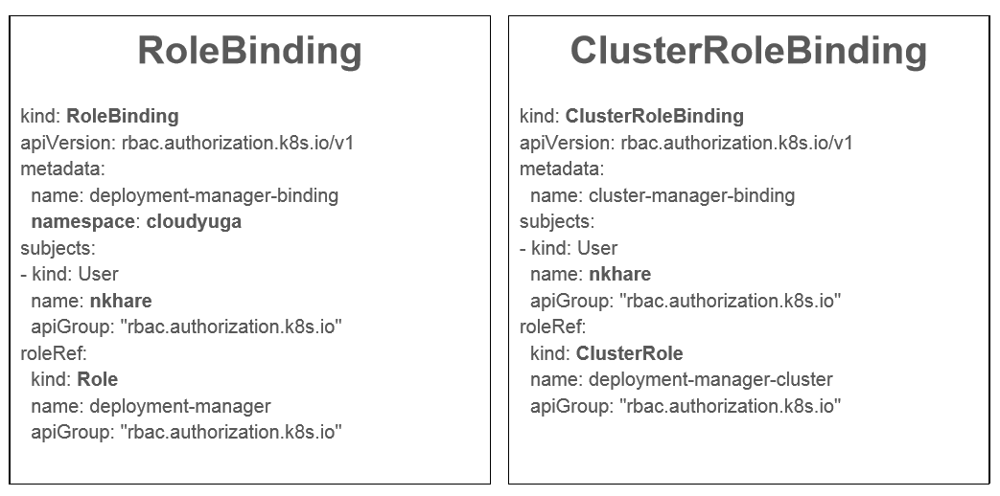 RoleBinding
kind: RoleBinding
apiVersion: rbac.authorization.k8s.io/v1
metadata:
  name: deployment-manager-binding
  namespace: cloudyuga
subjects:
- kind: User
  name: nkhare
  apiGroup: "rbac.authorization.k8s.io"
roleRef:
  kind: Role
  name: deployment-manager
  apiGroup: "rbac.authorization.k8s.io"
ClusterRoleBinding
kind: ClusterRoleBinding
apiVersion: rbac.authorization.k8s.io/v1
metadata:
  name: cluster-manager-binding
subjects:
- kind: User
  name: nkhare
  apiGroup: "rbac.authorization.k8s.io"
roleRef:
  kind: ClusterRole
  name: deployment-manager-cluster
  apiGroup: "rbac.authorization.k8s.io"